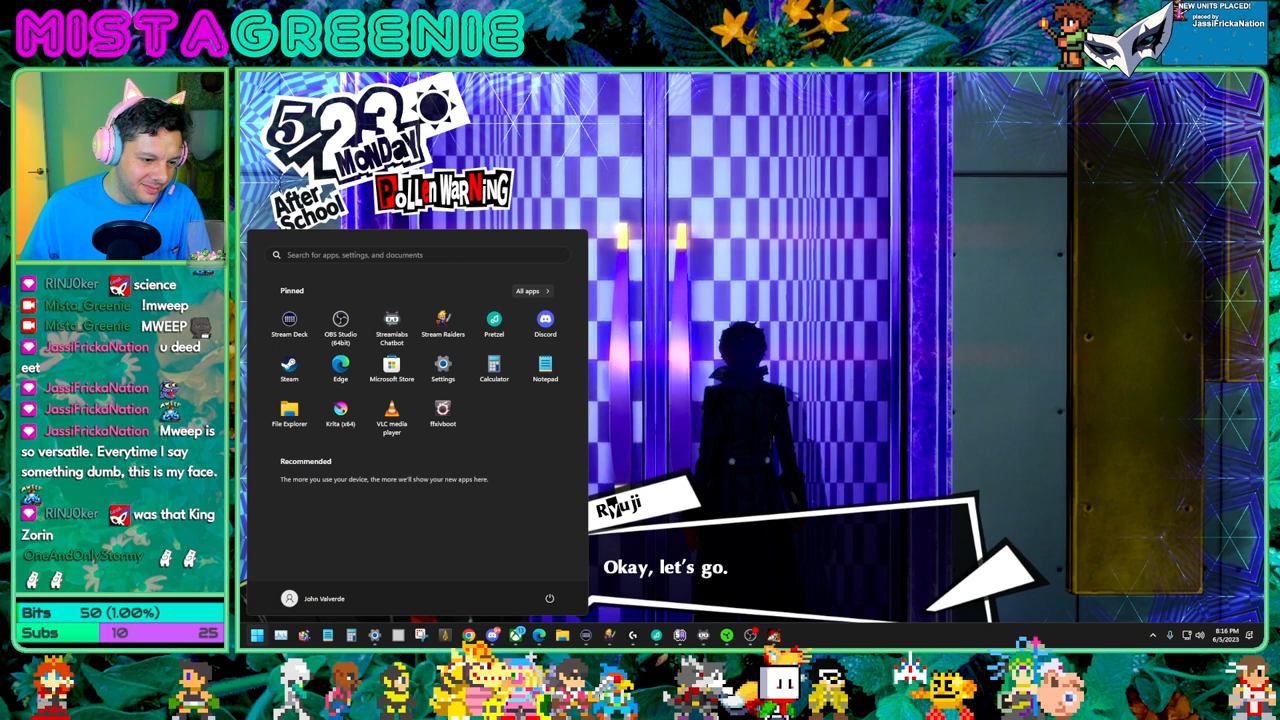 MISTAGREENIE
NEW UNITS PLACED!
placed by
JassiFrickaNation
5/23
Monday
After School
Pollen Warning
Search for apps, settings, and documents
Pinned
All apps >
Stream Deck
OBS Studio (64bit)
Streamlabs Chatbot
Stream Raiders
Pretzel
Discord
Steam
Edge
Microsoft Store
Settings
Calculator
Notepad
File Explorer
Krita (x64)
VLC media player
ffxivboot
Recommended
The more you use your device, the more we'll show your new apps here.
John Valverde
Ryuji
Okay, let's go.
RINJ0ker science
Mista_Greenie !mweep
Mista_Greenie MWEEP
JassiFrickaNation u deed
eet
JassiFrickaNation
JassiFrickaNation
JassiFrickaNation Mweep is
so versatile. Everytime I say
something dumb, this is my face.
RINJ0ker was that King
Zorin
OneAndOnlyStormy
Bits 50 (1.00%)
Subs 10 25
8:16 PM
6/5/2023